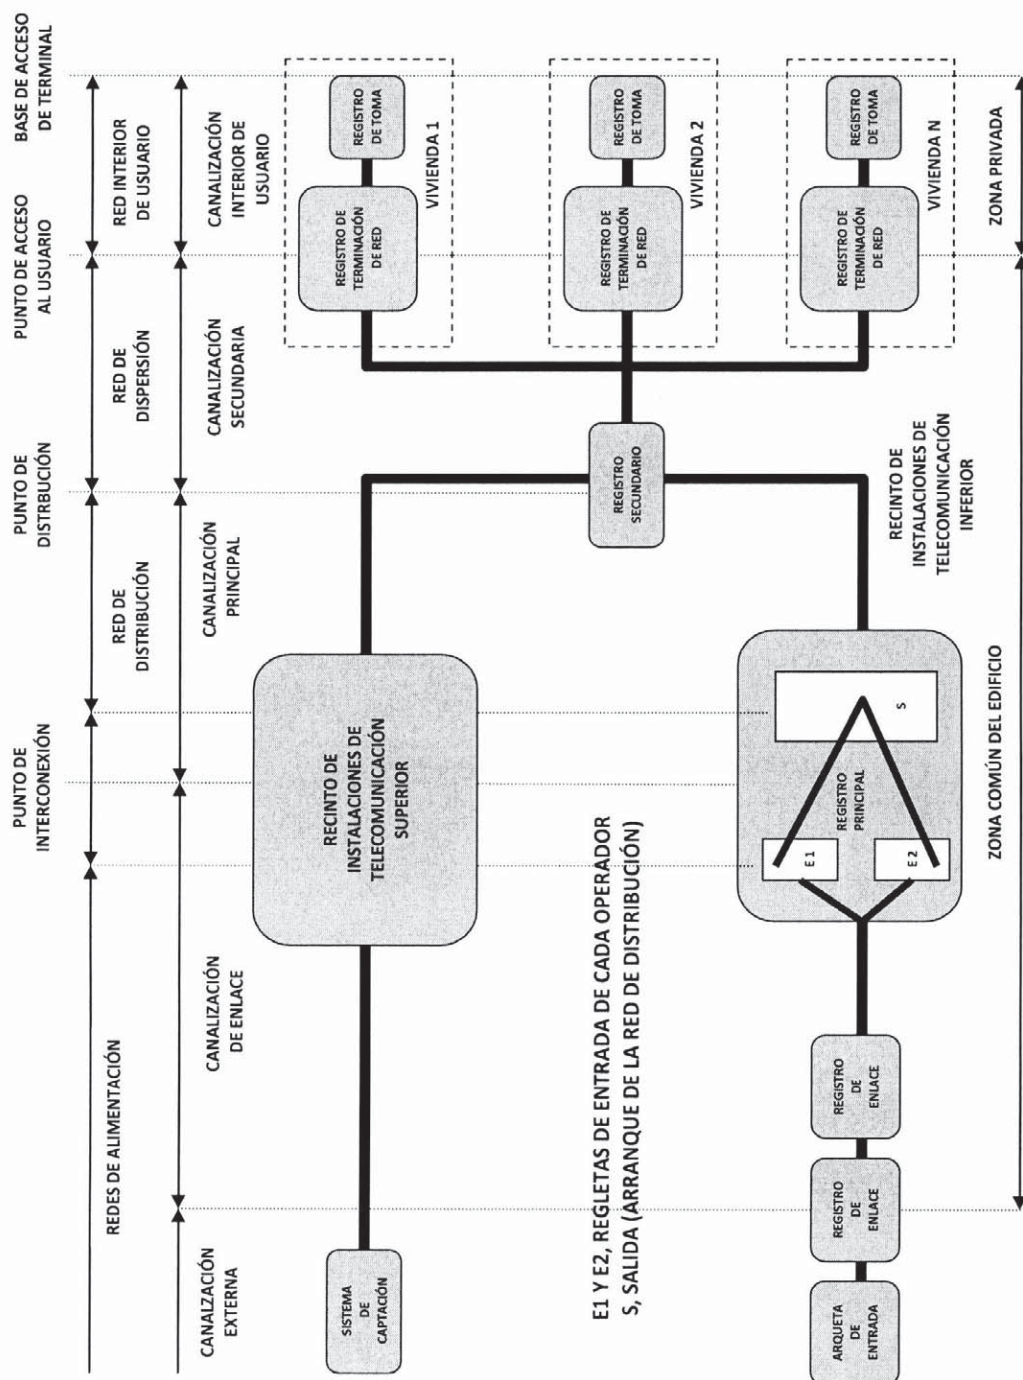 PUNTO DE
INTERCONEXIÓN
PUNTO DE
DISTRBUCIÓN
PUNTO DE ACCESO
AL USUARIO
BASE DE ACCESO
DE TERMINAL
REDES DE ALIMENTACIÓN
RED DE
DISTRIBUCIÓN
RED DE
DISPERSIÓN
RED INTERIOR
DE USUARIO
CANALZACIÓN
EXTERNA
CANALIZACIÓN
DE ENLACE
CANALIZACIÓN
PRINCIPAL
CANALIZACIÓN
SECUNDARIA
CANALIZACIÓN
INTERIOR DE
USUARIO
SISTEMA
DE
CAPTACIÓN
RECINTO DE
INSTALACIONES DE
TELECOMUNICACIÓN
SUPERIOR
REGISTRO DE
TERMINACIÓN
DE RED
REGISTRO
DE TOMA
VIVIENDA 1
E1 Y E2, REGLETAS DE ENTRADA DE CADA OPERADOR
S, SALIDA (ARRANQUE DE LA RED DE DISTRIBUCIÓN)
REGISTRO
SECUNDARIO
REGISTRO DE
TERMINACIÓN
DE RED
REGISTRO
DE TOMA
VIVIENDA 2
ARQUETA
DE
ENTRADA
REGISTRO
DE
ENLACE
REGISTRO
DE
ENLACE
E 1
E 2
REGISTRO
PRINCIPAL
S
RECINTO DE
INSTALACIONES DE
TELECOMUNICACIÓN
INFERIOR
REGISTRO DE
TERMINACIÓN
DE RED
REGISTRO
DE TOMA
VIVIENDA N
ZONA COMÚN DEL EDIFICIO
ZONA PRIVADA